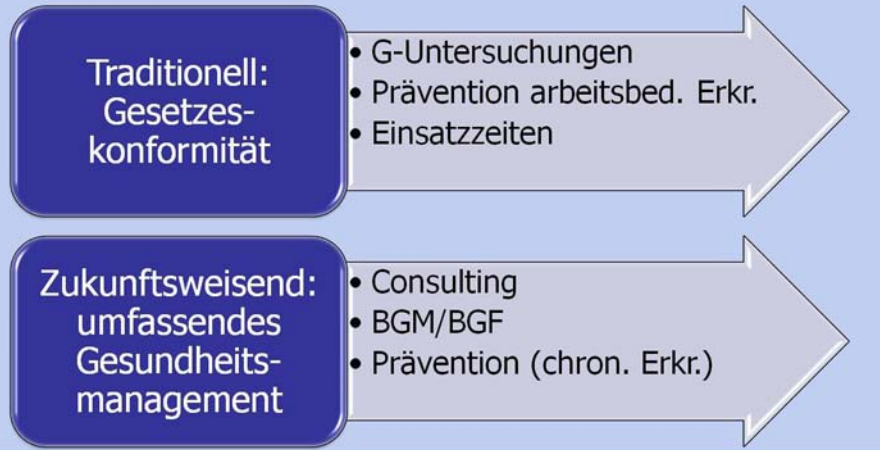 Traditionell:
Gesetzes-
konformität
• G-Untersuchungen
• Prävention arbeitsbed. Erkr.
• Einsatzzeiten
Zukunftsweisend:
umfassendes
Gesundheits-
management
• Consulting
• BGM/BGF
• Prävention (chron. Erkr.)